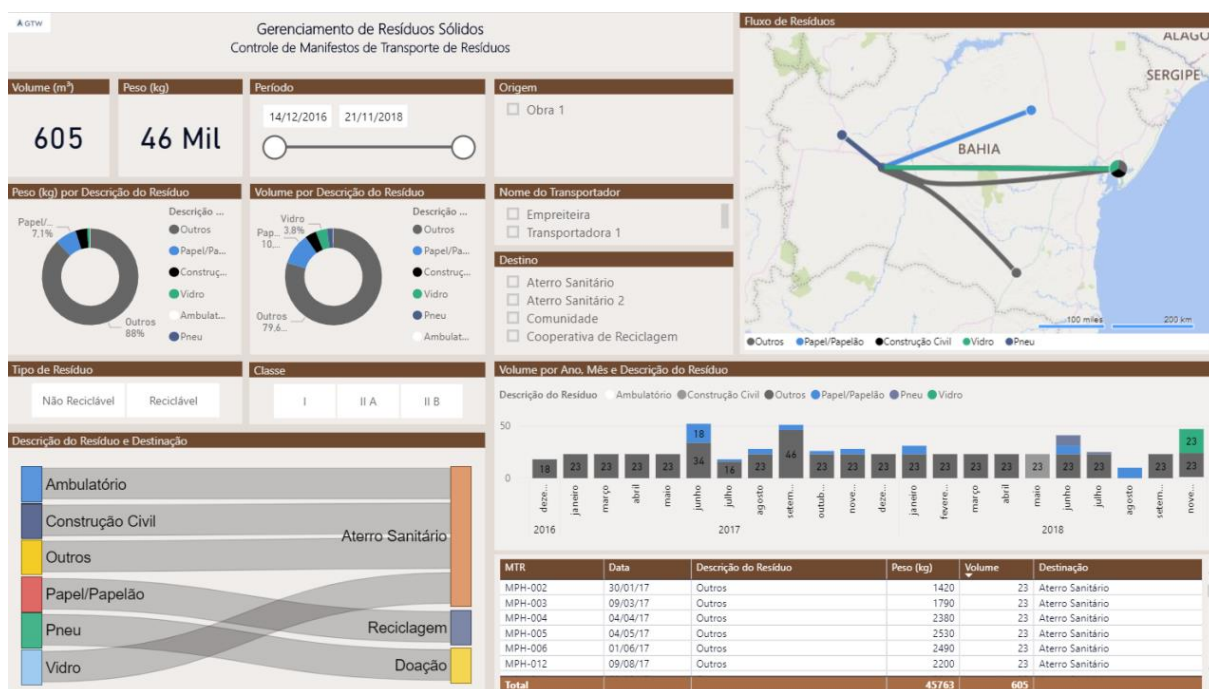 GTW
Gerenciamento de Resíduos Sólidos
Controle de Manifestos de Transporte de Resíduos
Volume (m³)
605
Peso (kg)
46 Mil
Período
14/12/2016 21/11/2018
Origem
Obra 1
Fluxo de Resíduos
ALAGO
SERGIPE
BAHIA
100 miles 200 km
Outros Papel/Papelão Construção Civil Vidro Pneu
Peso (kg) por Descrição do Resíduo
Papel/...
7,1%
Outros
88%
Descrição ...
Outros
Papel/Pa...
Construç...
Vidro
Ambulat...
Pneu
Volume por Descrição do Resíduo
Vidro
3,8%
Pap...
10,...
Outros
79,6...
Descrição ...
Outros
Papel/Pa...
Construç...
Vidro
Pneu
Ambulat...
Nome do Transportador
Empreiteira
Transportadora 1
Destino
Aterro Sanitário
Aterro Sanitário 2
Comunidade
Cooperativa de Reciclagem
Tipo de Resíduo
Não Reciclável Reciclável
Classe
I II A II B
Volume por Ano, Mês e Descrição do Resíduo
Descrição do Resíduo Ambulatório Construção Civil Outros Papel/Papelão Pneu Vidro
50
0
18 23 23 23 23 34 18 16 23 46 23 23 23 23 23 23 23 23 23 23 23 23 23
deze... janeiro março abril maio junho julho agosto setem... outub... nove... deze... janeiro fevere... março abril maio junho julho agosto setem... nove...
2016 2017 2018
Descrição do Resíduo e Destinação
Ambulatório
Construção Civil
Outros
Papel/Papelão
Pneu
Vidro
Aterro Sanitário
Reciclagem
Doação
MTR Data Descrição do Resíduo Peso (kg) Volume Destinação
MPH-002 30/01/17 Outros 1420 23 Aterro Sanitário
MPH-003 09/03/17 Outros 1790 23 Aterro Sanitário
MPH-004 04/04/17 Outros 2380 23 Aterro Sanitário
MPH-005 04/05/17 Outros 2530 23 Aterro Sanitário
MPH-006 01/06/17 Outros 2490 23 Aterro Sanitário
MPH-012 09/08/17 Outros 2200 23 Aterro Sanitário
Total 45763 605